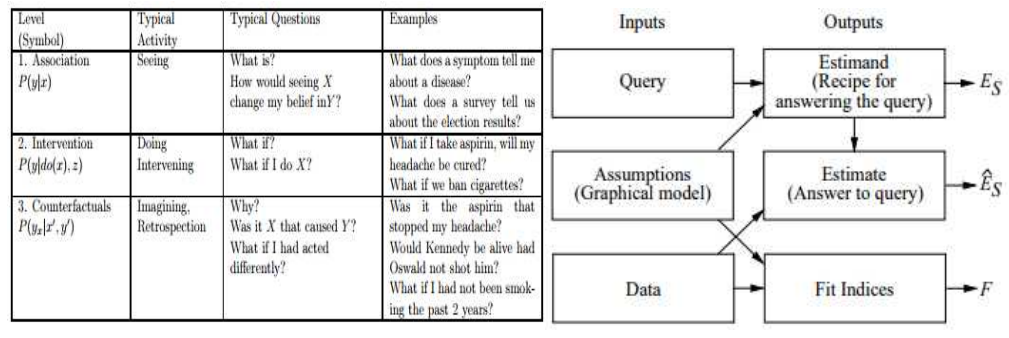 Level
(Symbol)
Typical
Activity
Typical Questions
Examples
1. Association
P(y|x)
Seeing
What is?
How would seeing X
change my belief inY?
What does a symptom tell me
about a disease?
What does a survey tell us
about the election results?
2. Intervention
P(y|do(x), z)
Doing
Intervening
What if?
What if I do X?
What if I take aspirin, will my
headache be cured?
What if we ban cigarettes?
3. Counterfactuals
P(yₓ|x′, y′)
Imagining,
Retrospection
Why?
Was it X that caused Y?
What if I had acted
differently?
Was it the aspirin that
stopped my headache?
Would Kennedy be alive had
Oswald not shot him?
What if I had not been smok-
ing the past 2 years?
Inputs
Outputs
Query
Estimand
(Recipe for
answering the query)
E_S
Assumptions
(Graphical model)
Estimate
(Answer to query)
Ê_S
Data
Fit Indices
F